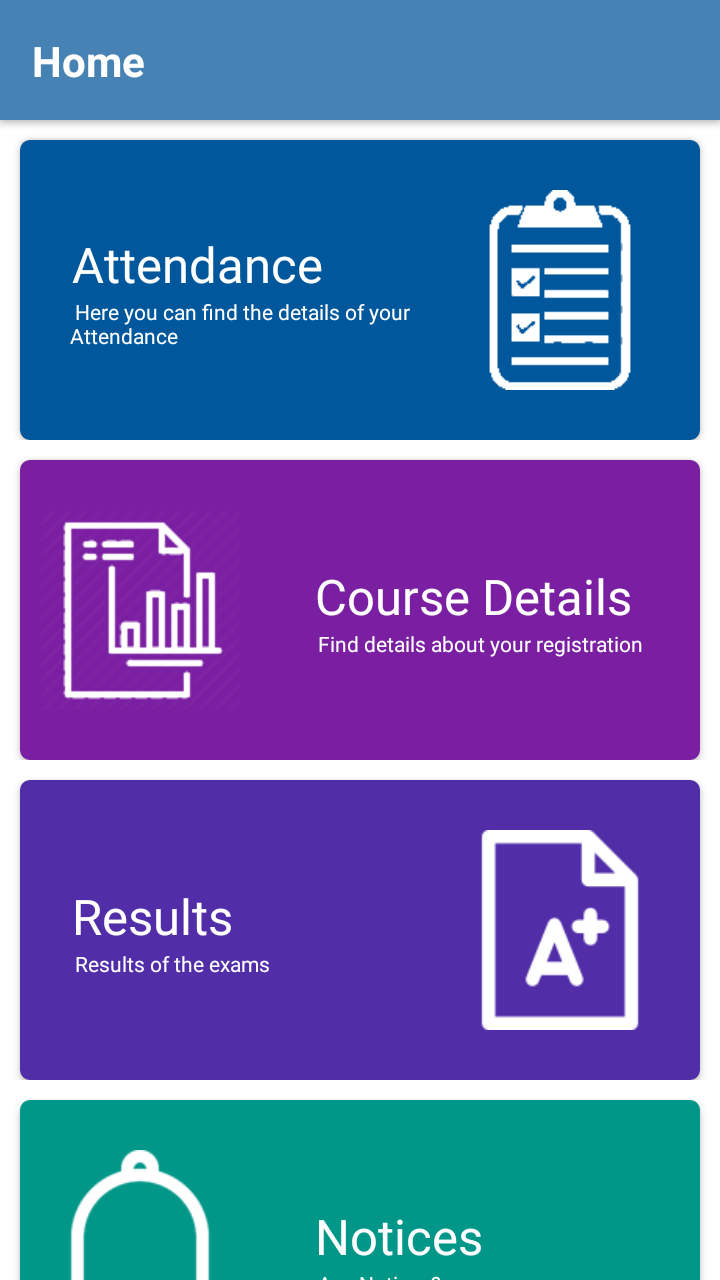 Home
Attendance
Here you can find the details of your
Attendance
Course Details
Find details about your registration
A+
Results
Results of the exams
Notices